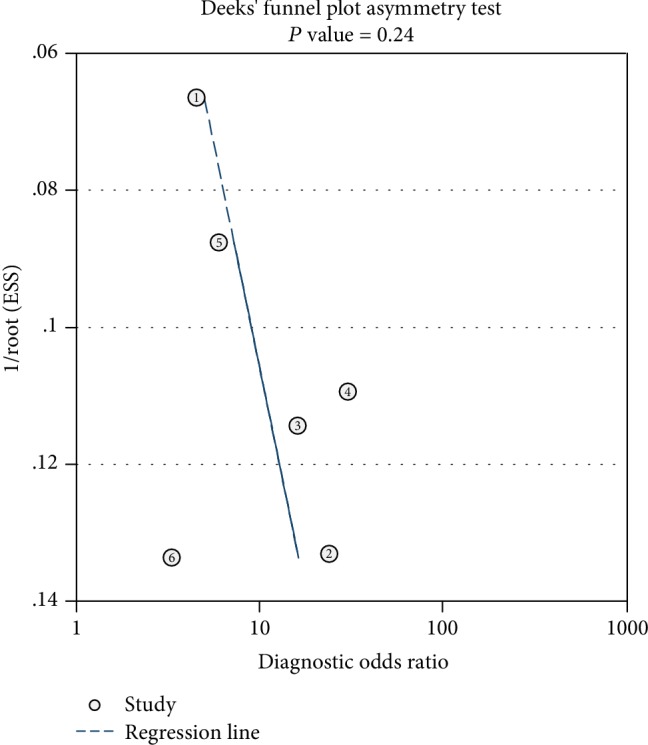 Deeks' funnel plot asymmetry test
P value = 0.24
.06
.08
.1
.12
.14
1/root (ESS)
1
5
4
3
6
2
1
10
100
1000
Diagnostic odds ratio
Study
Regression line